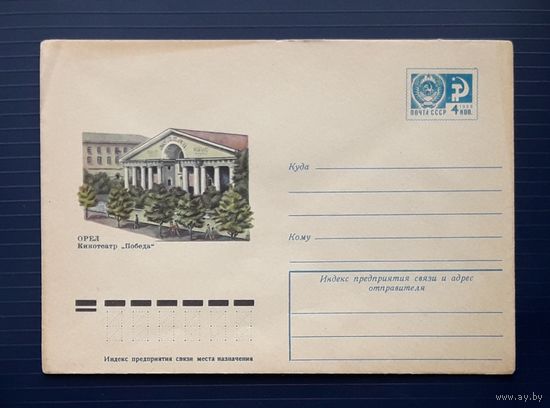 1966
ПОЧТА СССР
4 КОП.
Куда
Кому
ОРЕЛ
Кинотеатр „Победа“
Индекс предприятия связи и адрес
отправителя
Индекс предприятия связи места назначения
www.ay.by